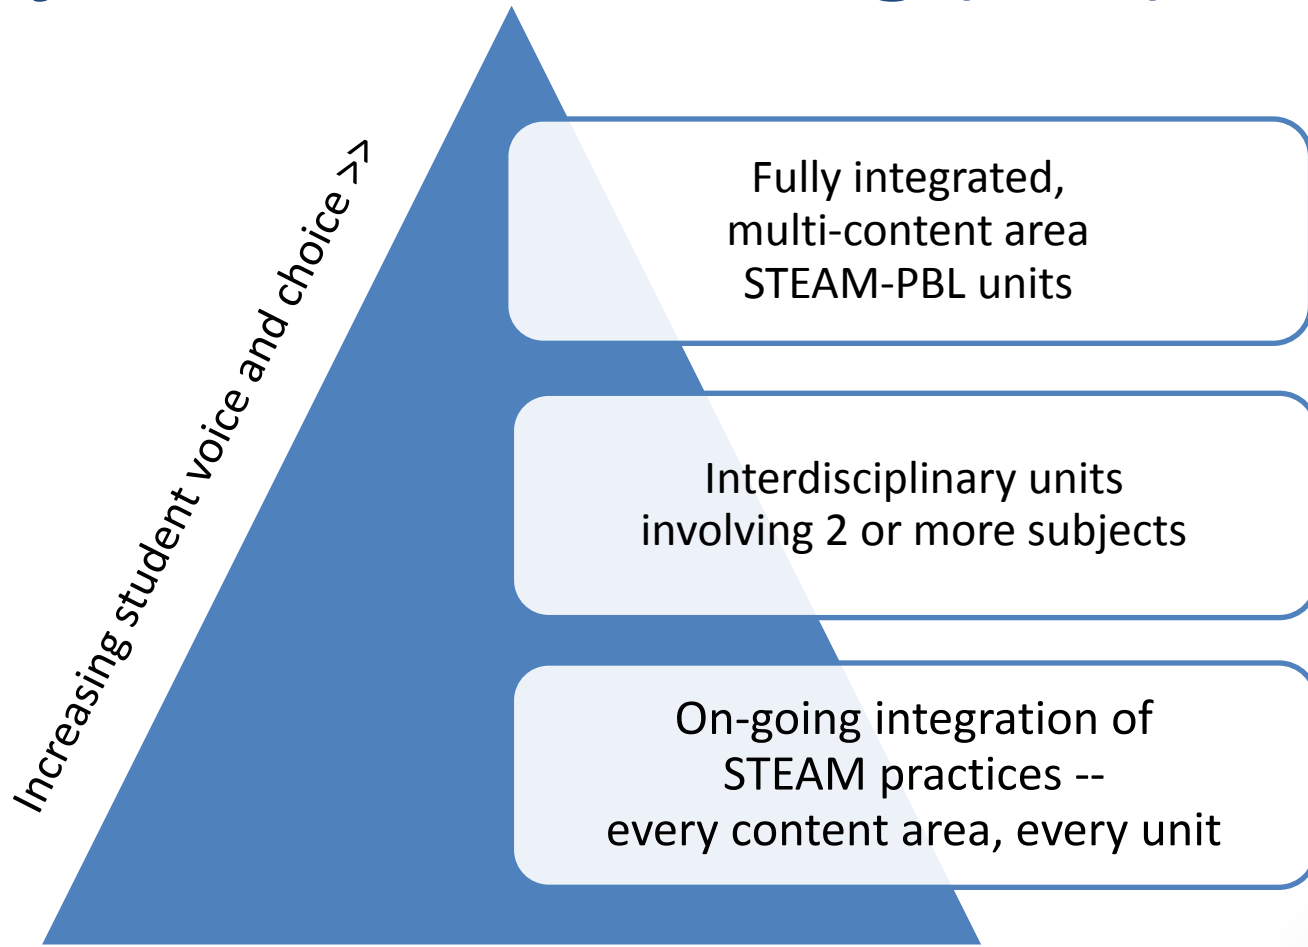 Increasing student voice and choice >>
Fully integrated,
multi-content area
STEAM-PBL units
Interdisciplinary units
involving 2 or more subjects
On-going integration of
STEAM practices --
every content area, every unit